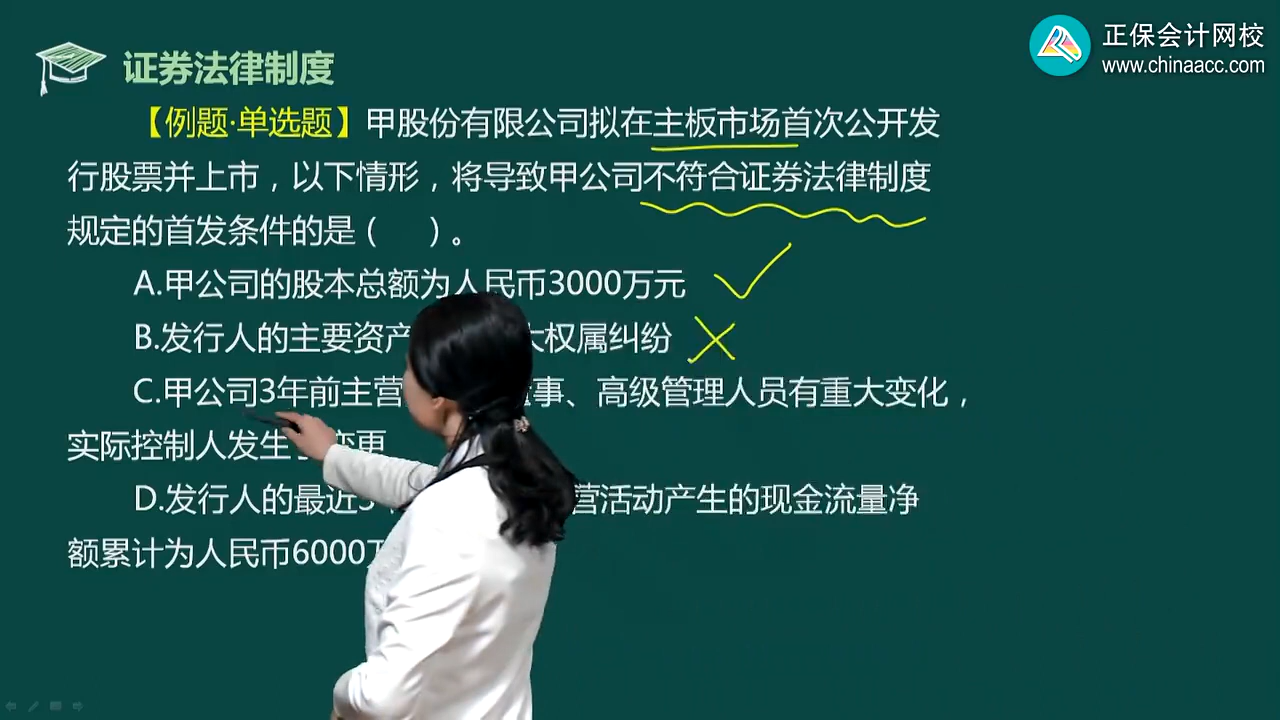 正保会计网校
www.chinaacc.com
证券法律制度
【例题·单选题】甲股份有限公司拟在主板市场首次公开发
行股票并上市，以下情形，将导致甲公司不符合证券法律制度
规定的首发条件的是（ ）。
A.甲公司的股本总额为人民币3000万元
B.发行人的主要资产 大权属纠纷
C.甲公司3年前主营 董事、高级管理人员有重大变化，
实际控制人发生了变更
D.发行人的最近3 营活动产生的现金流量净
额累计为人民币6000万